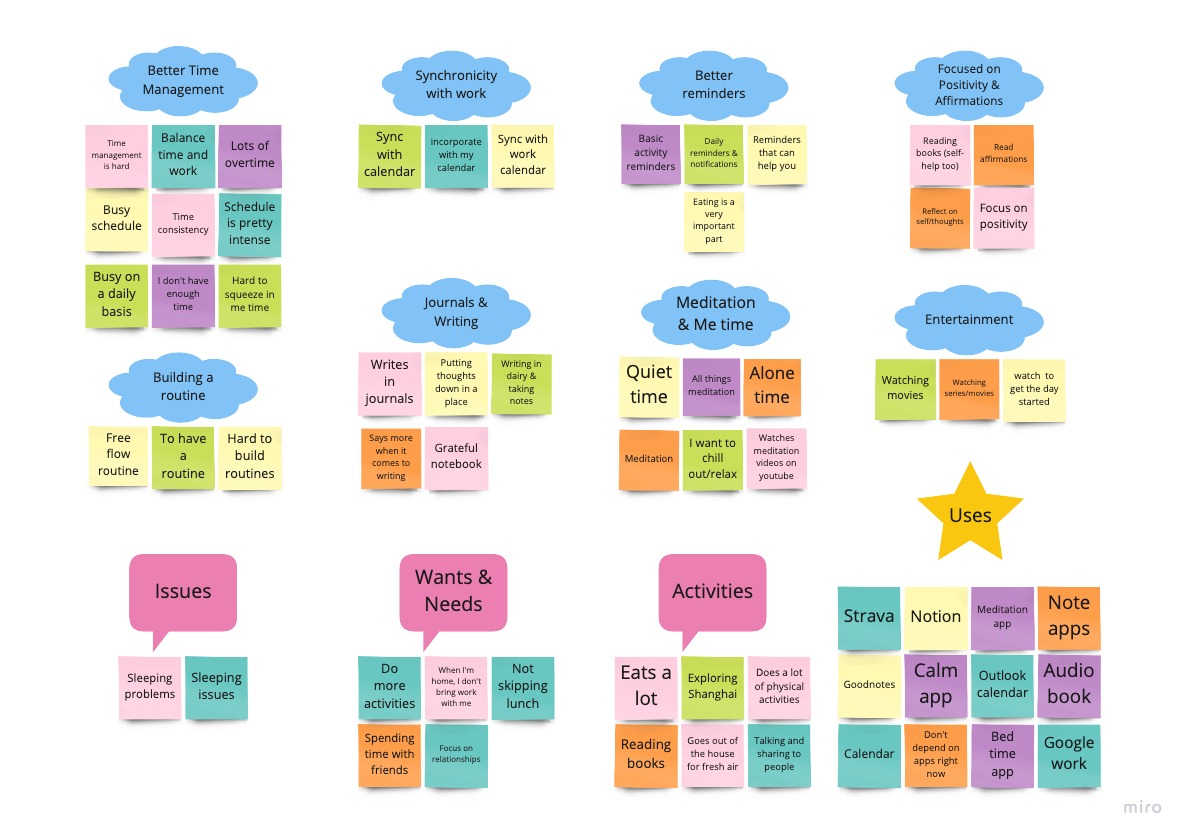 Better Time
Management
Time
management
is hard
Balance
time and
work
Lots of
overtime
Busy
schedule
Time
consistency
Schedule
is pretty
intense
Busy on
a daily
basis
I don't have
enough
time
Hard to
squeeze in
me time
Building a
routine
Free
flow
routine
To have
a
routine
Hard to
build
routines
Synchronicity
with work
Sync
with
calendar
incorporate
with my
calendar
Sync with
work
calendar
Journals &
Writing
Writes
in
journals
Putting
thoughts
down in a
place
Writing in
dairy &
taking
notes
Says more
when it
comes to
writing
Grateful
notebook
Better
reminders
Basic
activity
reminders
Daily
reminders &
notifications
Reminders
that can
help you
Eating is a
very
important
part
Meditation
& Me time
Quiet
time
All things
meditation
Alone
time
Meditation
I want to
chill
out/relax
Watches
meditation
videos on
youtube
Focused on
Positivity &
Affirmations
Reading
books (self-
help too)
Read
affirmations
Reflect on
self/thoughts
Focus on
positivity
Entertainment
Watching
movies
Watching
series/movies
watch to
get the day
started
Issues
Sleeping
problems
Sleeping
issues
Wants &
Needs
Do
more
activities
When I'm
home, I don't
bring work
with me
Not
skipping
lunch
Spending
time with
friends
Focus on
relationships
Activities
Eats a
lot
Exploring
Shanghai
Does a lot
of physical
activities
Reading
books
Goes out of
the house
for fresh air
Talking and
sharing to
people
Uses
Strava
Notion
Meditation
app
Note
apps
Goodnotes
Calm
app
Outlook
calendar
Audio
book
Calendar
Don't
depend on
apps right
now
Bed
time
app
Google
work
miro